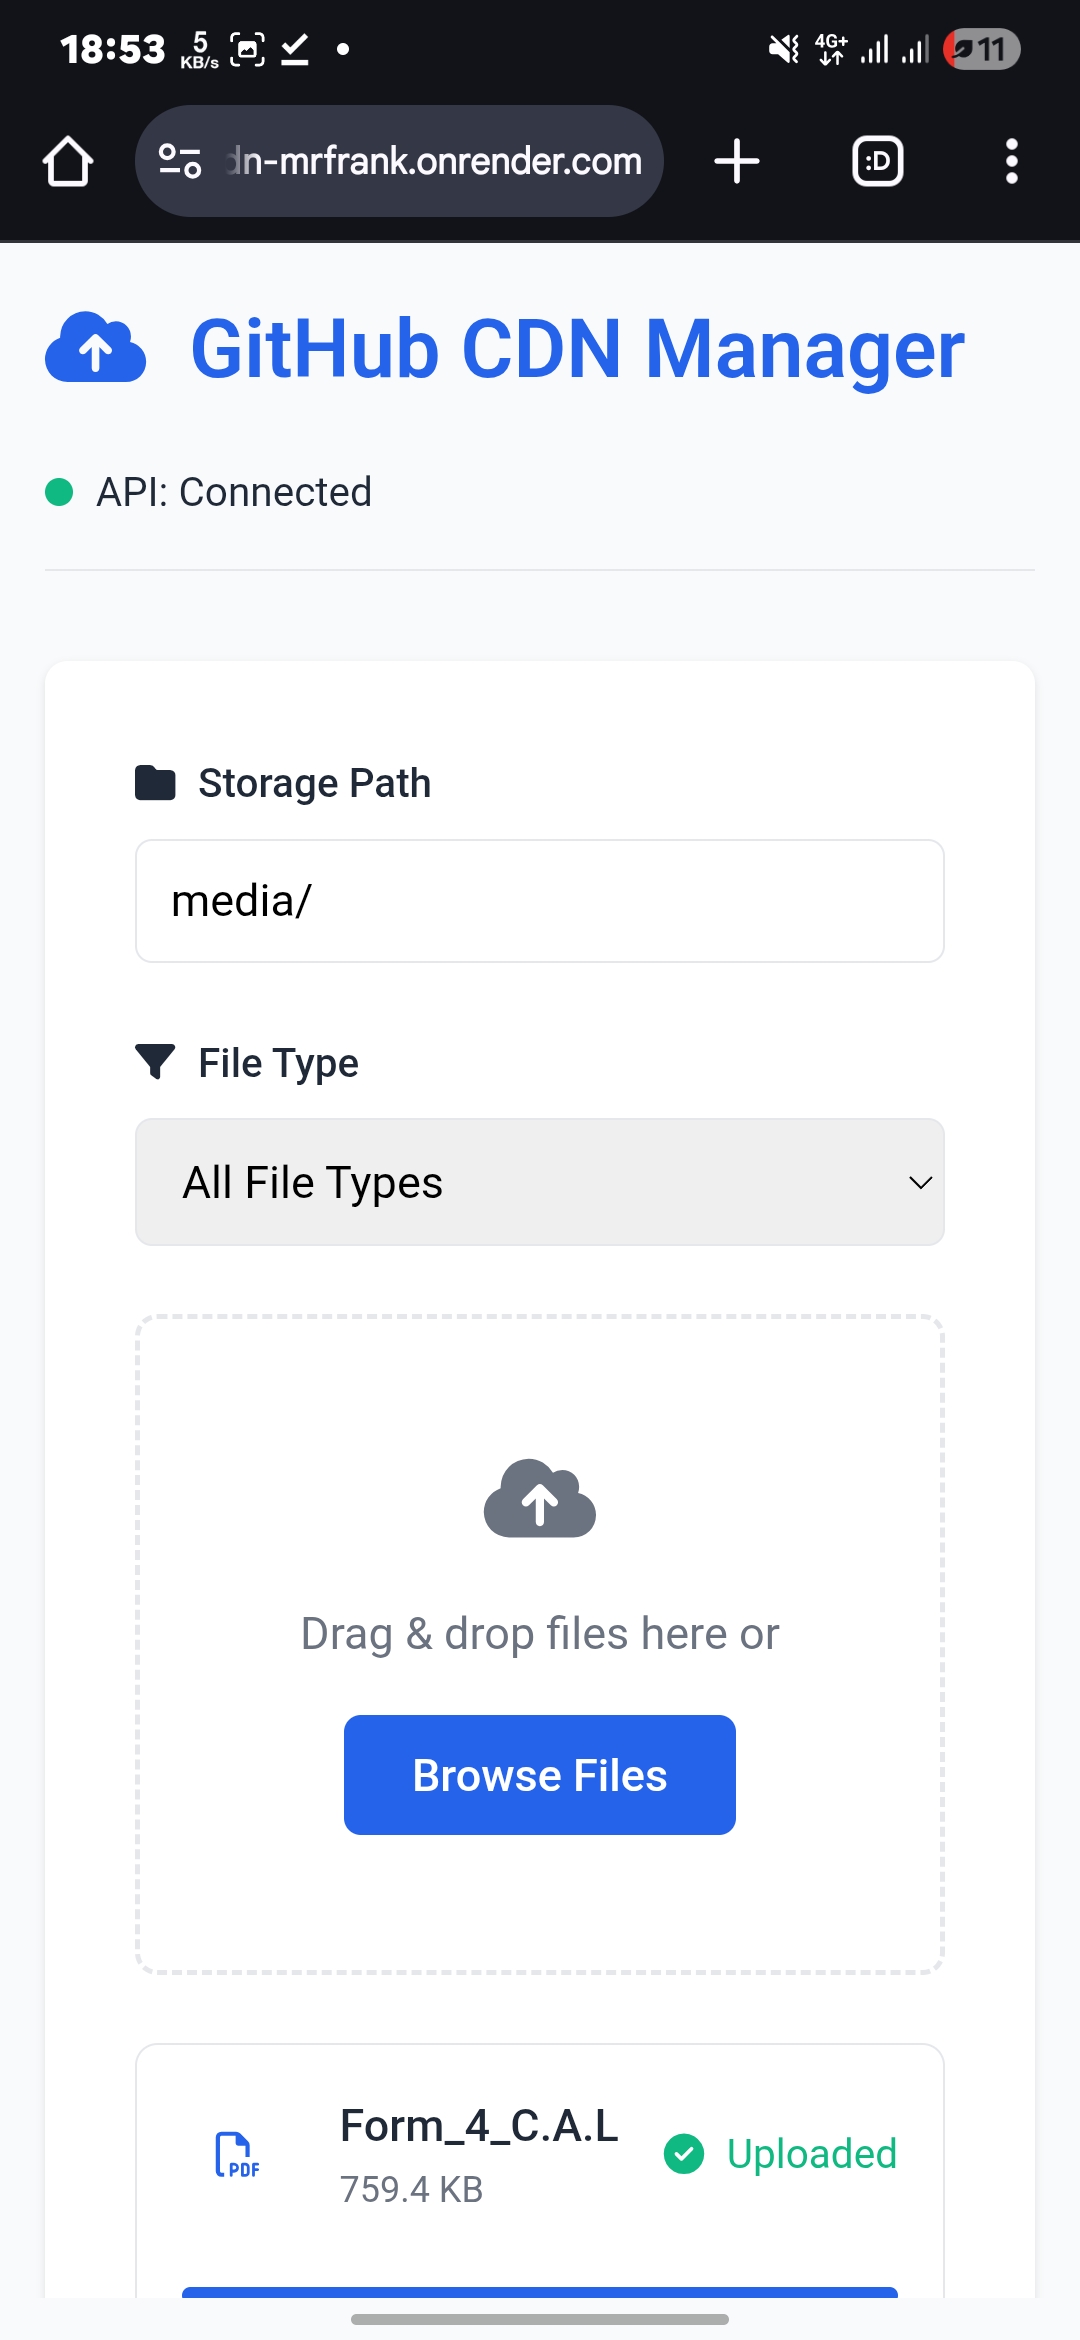 18:53 5 KB/s 4G+ 11
dn-mrfrank.onrender.com :D
GitHub CDN Manager
API: Connected
Storage Path
media/
File Type
All File Types
Drag & drop files here or
Browse Files
PDF Form_4_C.A.L Uploaded
759.4 KB